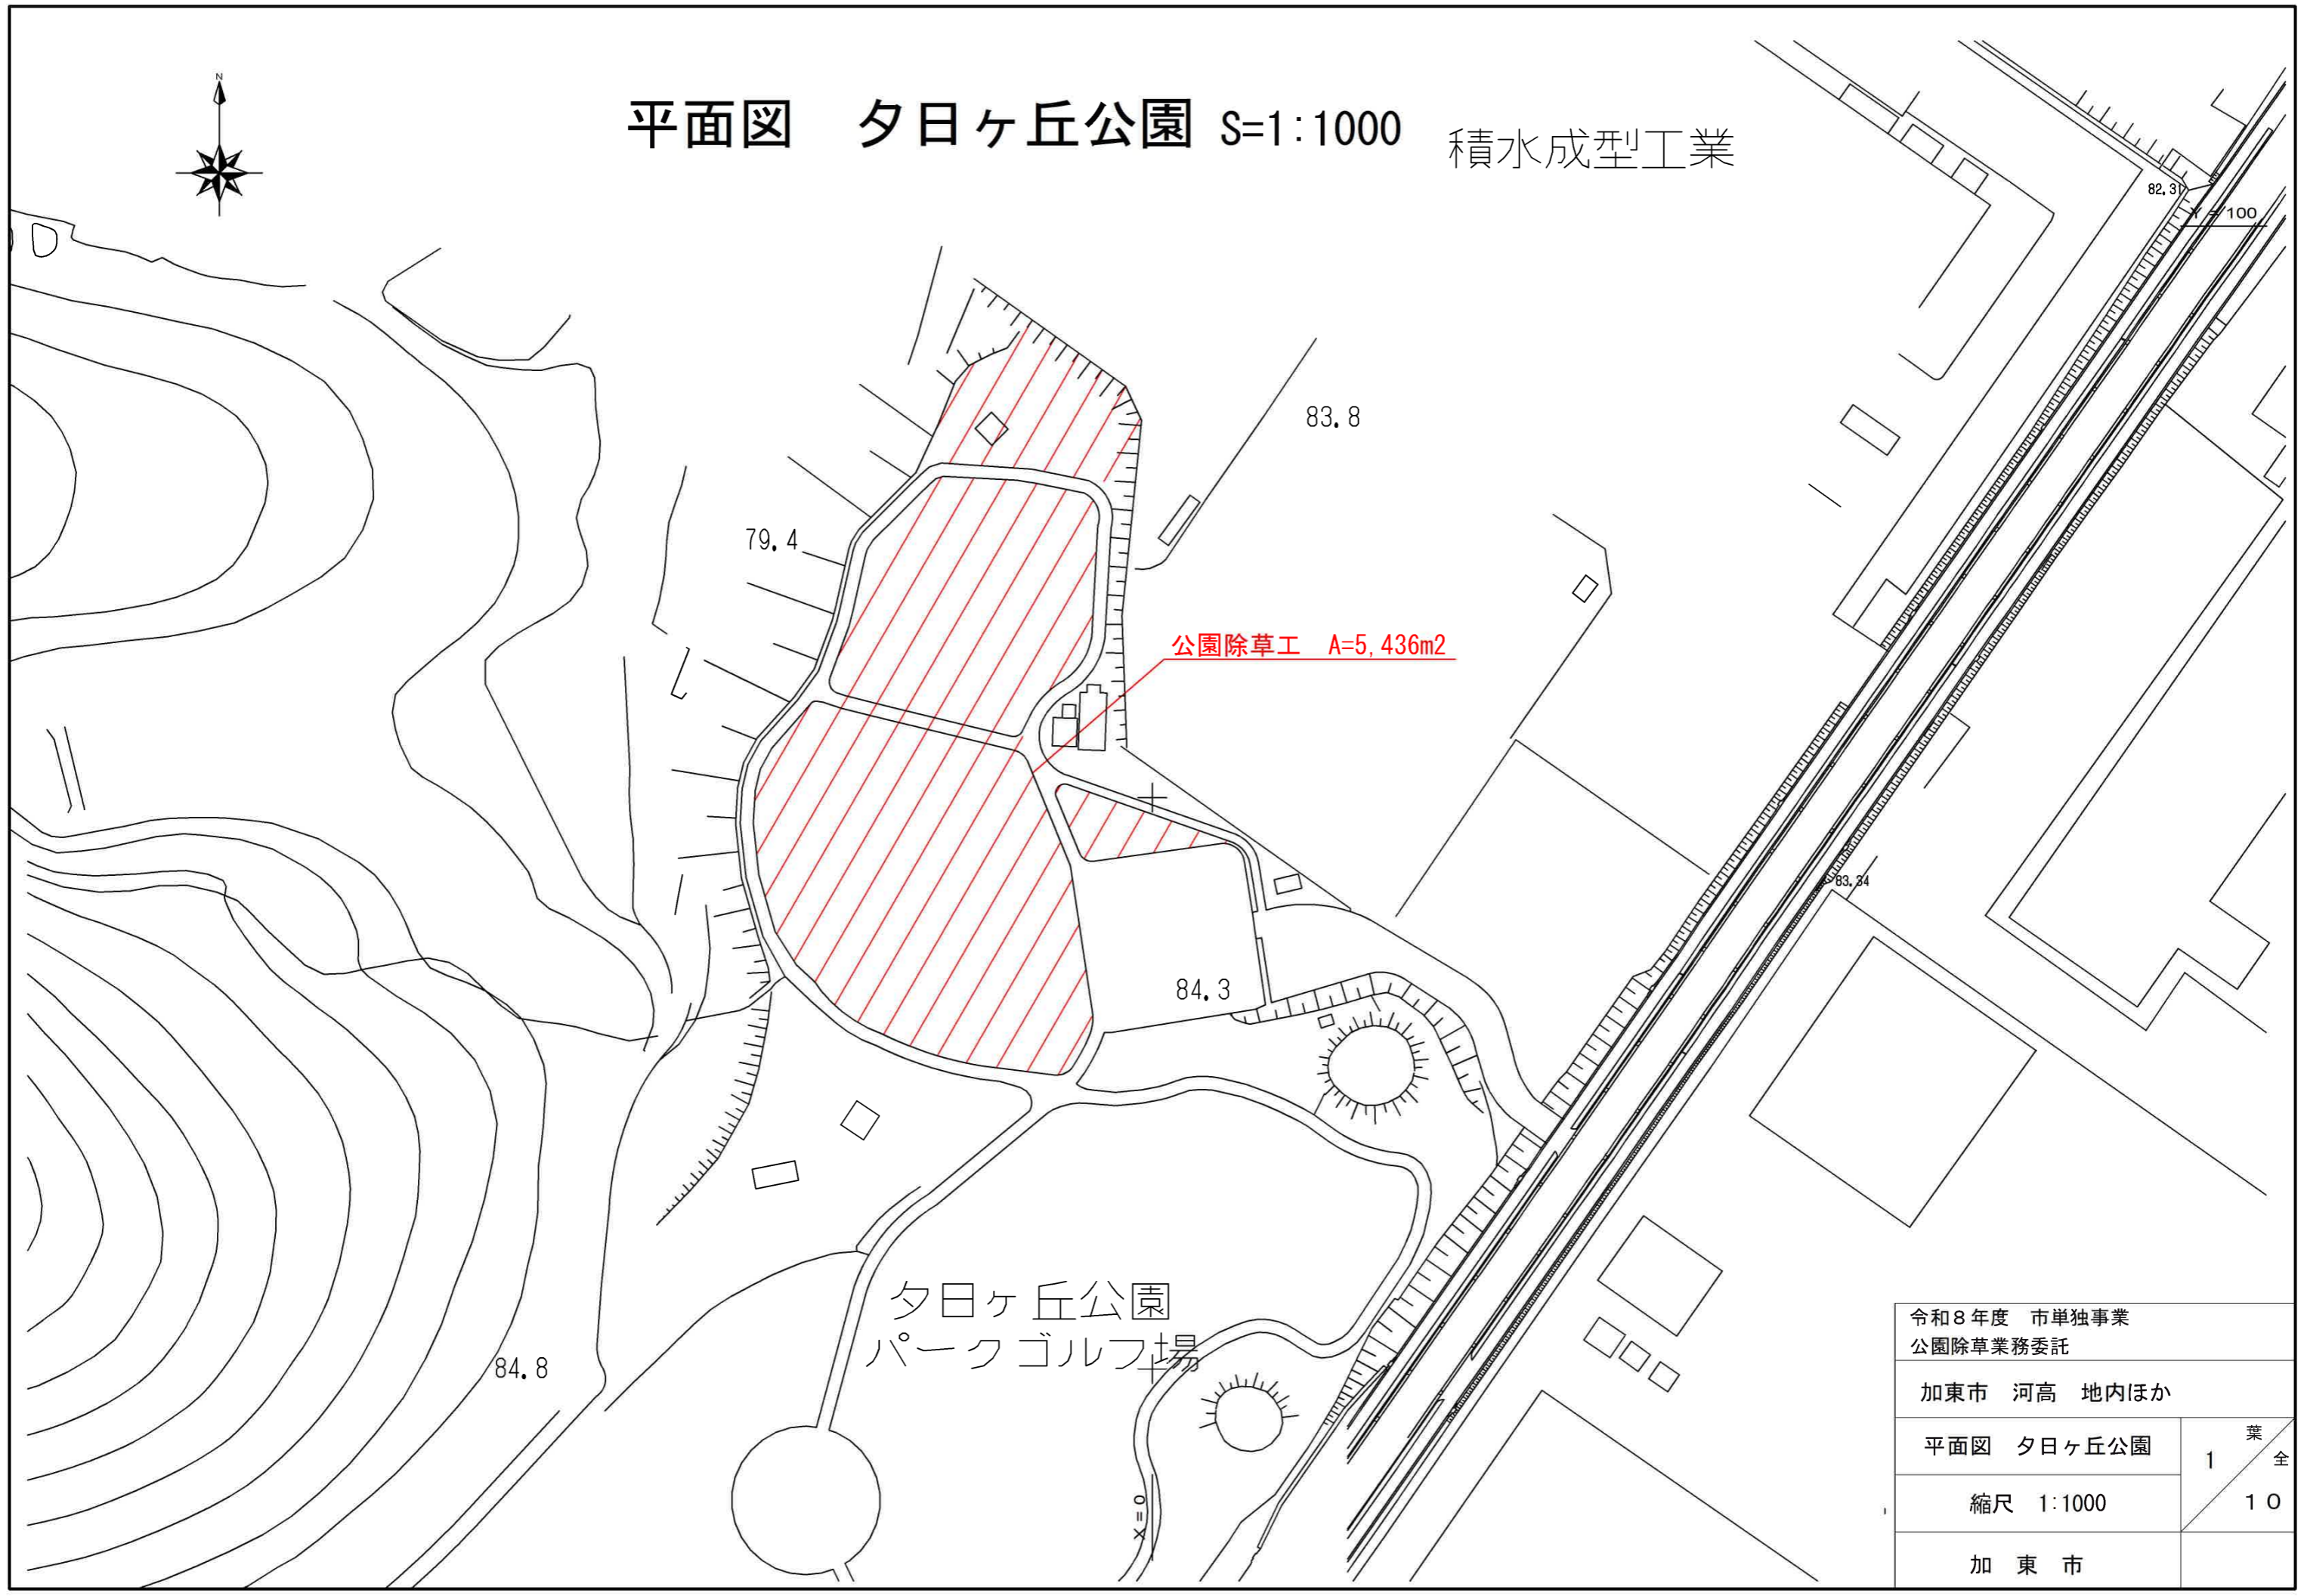 N
平面図　夕日ヶ丘公園 S=1:1000
積水成型工業
82.31
Y=100
83.8
79.4
公園除草工　A=5,436m2
83.34
84.3
夕日ヶ丘公園
パークゴルフ場
84.8
X=0
令和８年度　市単独事業
公園除草業務委託
加東市　河高　地内ほか
平面図　夕日ヶ丘公園
1
葉
全
１０
縮尺　1:1000
加　東　市